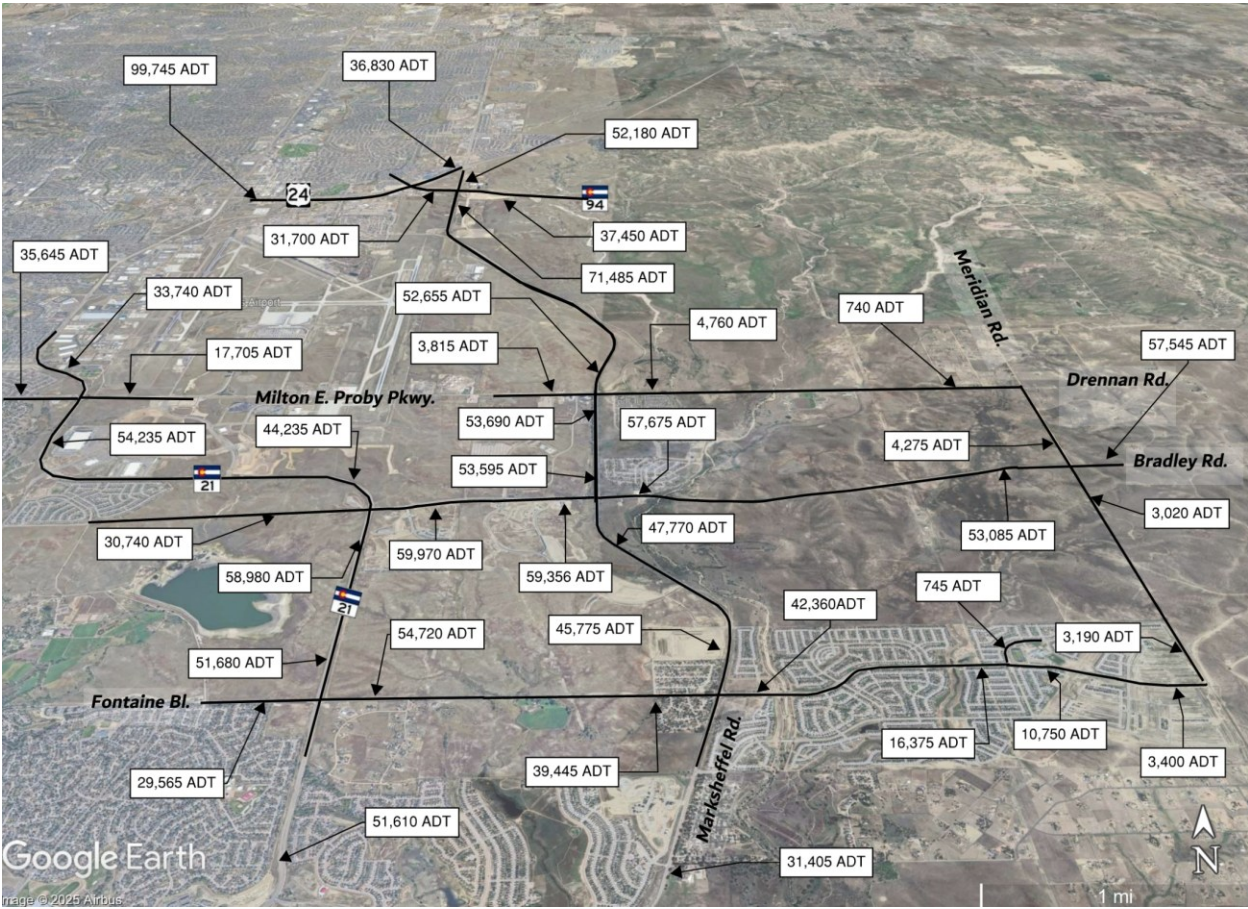 99,745 ADT
36,830 ADT
52,180 ADT
24
94
31,700 ADT
37,450 ADT
35,645 ADT
71,485 ADT
33,740 ADT
Airport
52,655 ADT
Meridian Rd.
740 ADT
4,760 ADT
17,705 ADT
3,815 ADT
57,545 ADT
Drennan Rd.
Milton E. Proby Pkwy.
54,235 ADT
44,235 ADT
53,690 ADT
57,675 ADT
4,275 ADT
53,595 ADT
Bradley Rd.
21
30,740 ADT
59,970 ADT
47,770 ADT
53,085 ADT
3,020 ADT
58,980 ADT
59,356 ADT
745 ADT
21
42,360ADT
54,720 ADT
45,775 ADT
3,190 ADT
51,680 ADT
Fontaine Bl.
16,375 ADT
10,750 ADT
29,565 ADT
39,445 ADT
Marksheffel Rd.
3,400 ADT
51,610 ADT
31,405 ADT
Google Earth
N
1 mi
mage © 2025 Airbus